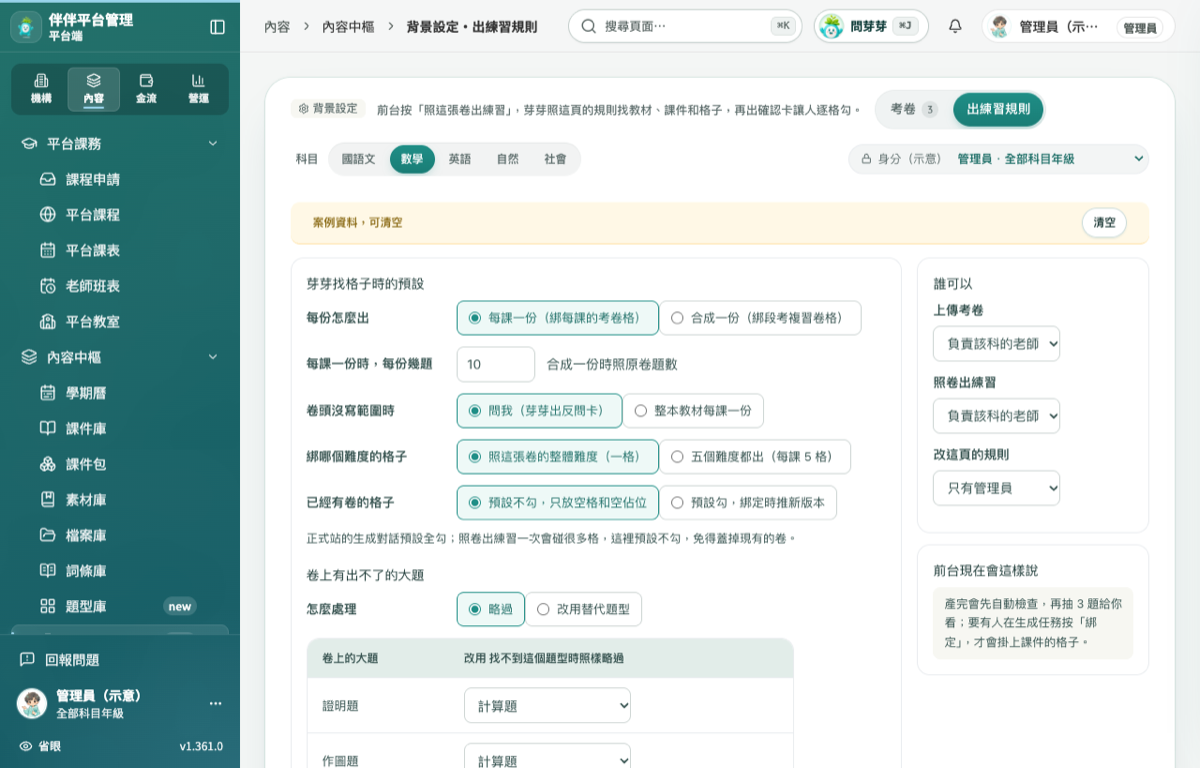 伴伴平台管理
平台端
機構
內容
金流
營運
平台課務
課程申請
平台課程
平台課表
老師班表
平台教室
內容中樞
學期曆
課件庫
課件包
素材庫
檔案庫
詞條庫
題型庫 new
回報問題
管理員（示意）
全部科目年級
省眼 v1.361.0
內容 › 內容中樞 › 背景設定・出練習規則
搜尋頁面… ⌘K
問芽芽 ⌘J
管理員（示… 管理員
背景設定 前台按「照這張卷出練習」，芽芽照這頁的規則找教材、課件和格子，再出確認卡讓人逐格勾。
考卷 3 出練習規則
科目 國語文 數學 英語 自然 社會
身分（示意） 管理員・全部科目年級
案例資料，可清空 清空
芽芽找格子時的預設
每份怎麼出 每課一份（綁每課的考卷格） 合成一份（綁段考複習卷格）
每課一份時，每份幾題 10 合成一份時照原卷題數
卷頭沒寫範圍時 問我（芽芽出反問卡） 整本教材每課一份
綁哪個難度的格子 照這張卷的整體難度（一格） 五個難度都出（每課 5 格）
已經有卷的格子 預設不勾，只放空格和空佔位 預設勾，綁定時推新版本
正式站的生成對話預設全勾；照卷出練習一次會碰很多格，這裡預設不勾，免得蓋掉現有的卷。
卷上有出不了的大題
怎麼處理 略過 改用替代題型
卷上的大題 改用 找不到這個題型時照樣略過
證明題 計算題
作圖題 計算題
誰可以
上傳考卷
負責該科的老師
照卷出練習
負責該科的老師
改這頁的規則
只有管理員
前台現在會這樣說
產完會先自動檢查，再抽 3 題給你
看；要有人在生成任務按「綁
定」，才會掛上課件的格子。